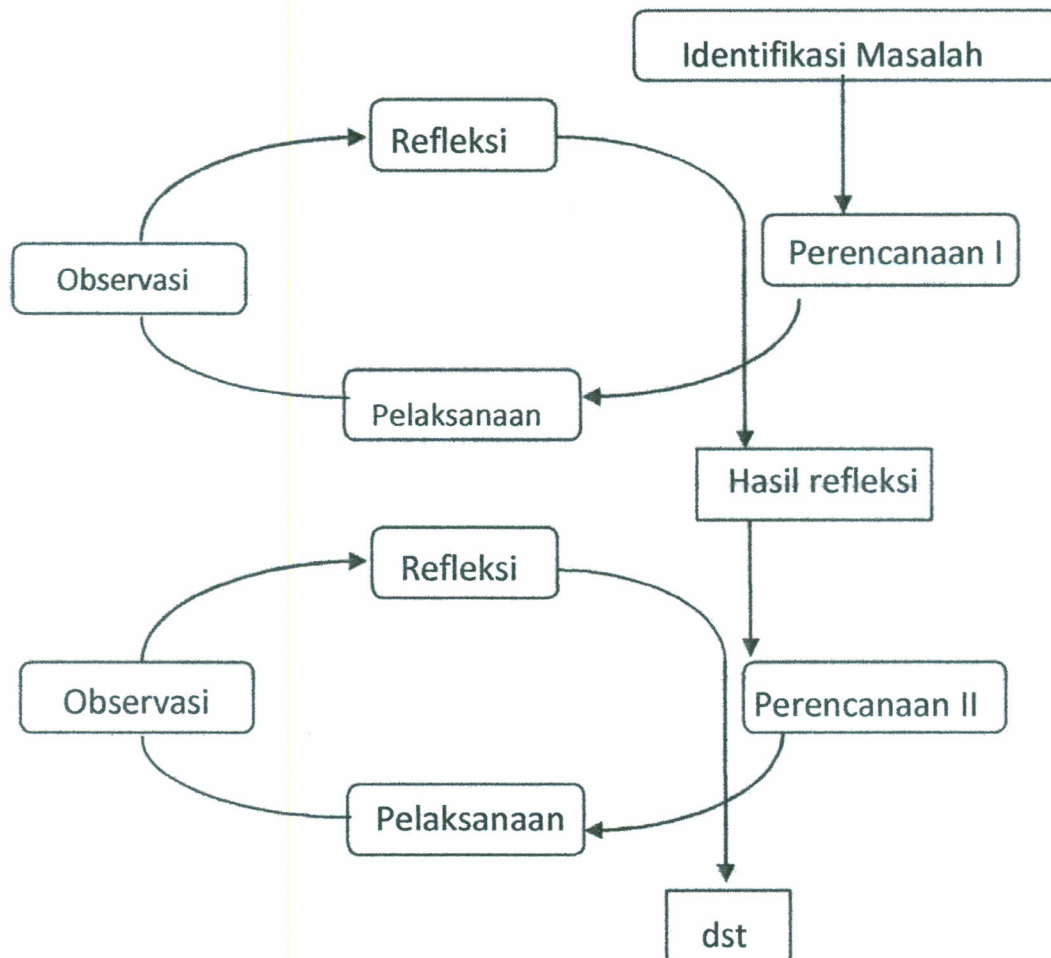 Identifikasi Masalah
Refleksi
Perencanaan I
Observasi
Pelaksanaan
Hasil refleksi
Refleksi
Observasi
Perencanaan II
Pelaksanaan
dst